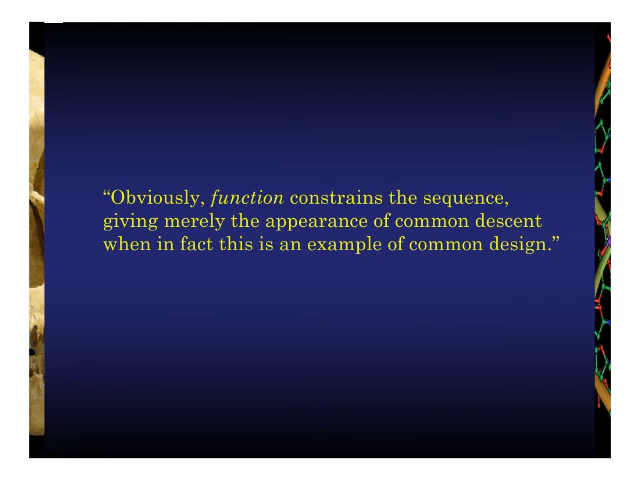 “Obviously, function constrains the sequence,
giving merely the appearance of common descent
when in fact this is an example of common design.”